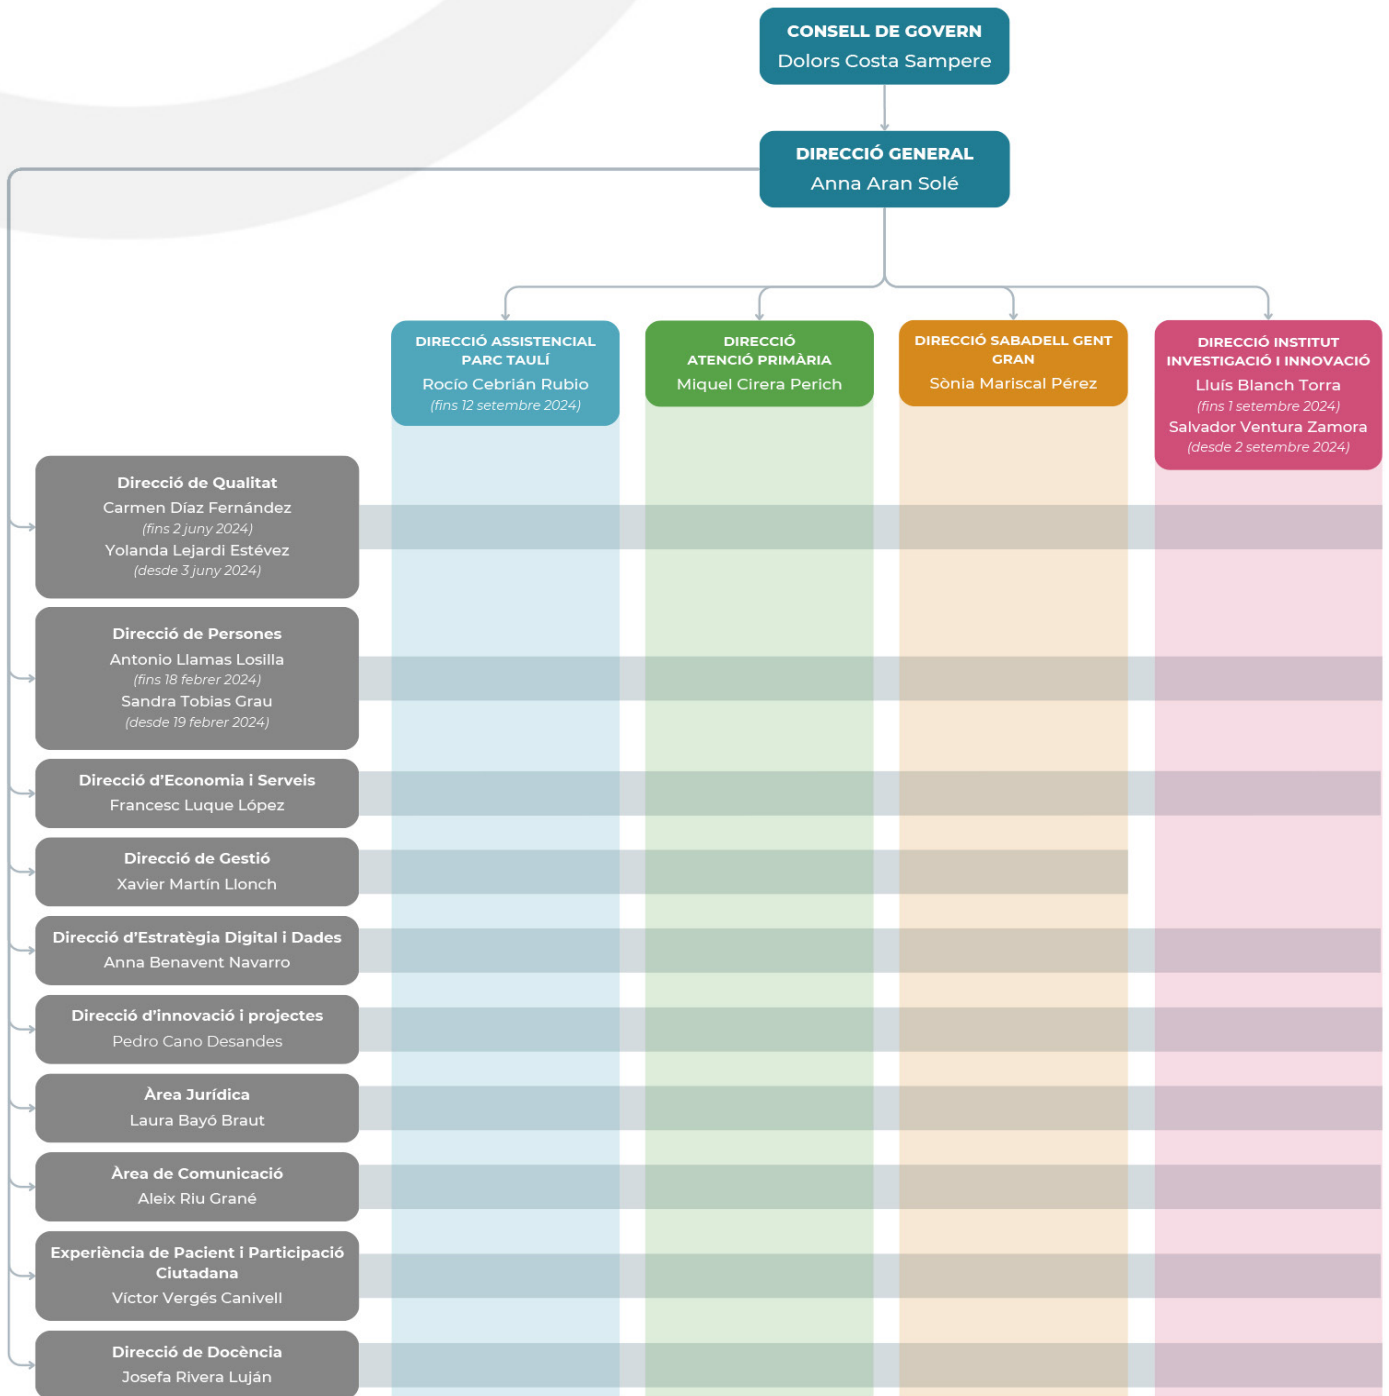 CONSELL DE GOVERN
Dolors Costa Sampere
DIRECCIÓ GENERAL
Anna Aran Solé
DIRECCIÓ ASSISTENCIAL
PARC TAULÍ
Rocío Cebrián Rubio
(fins 12 setembre 2024)
DIRECCIÓ
ATENCIÓ PRIMÀRIA
Miquel Cirera Perich
DIRECCIÓ SABADELL GENT
GRAN
Sònia Mariscal Pérez
DIRECCIÓ INSTITUT
INVESTIGACIÓ I INNOVACIÓ
Lluís Blanch Torra
(fins 1 setembre 2024)
Salvador Ventura Zamora
(desde 2 setembre 2024)
Direcció de Qualitat
Carmen Díaz Fernández
(fins 2 juny 2024)
Yolanda Lejardi Estévez
(desde 3 juny 2024)
Direcció de Persones
Antonio Llamas Losilla
(fins 18 febrer 2024)
Sandra Tobias Grau
(desde 19 febrer 2024)
Direcció d'Economia i Serveis
Francesc Luque López
Direcció de Gestió
Xavier Martín Llonch
Direcció d'Estratègia Digital i Dades
Anna Benavent Navarro
Direcció d'innovació i projectes
Pedro Cano Desandes
Àrea Jurídica
Laura Bayó Braut
Àrea de Comunicació
Aleix Riu Grané
Experiència de Pacient i Participació
Ciutadana
Víctor Vergés Canivell
Direcció de Docència
Josefa Rivera Luján